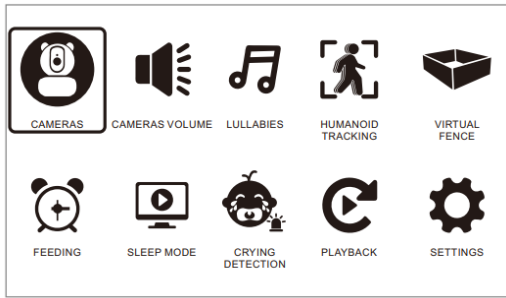 CAMERAS
CAMERAS VOLUME
LULLABIES
HUMANOID
TRACKING
VIRTUAL
FENCE
FEEDING
SLEEP MODE
CRYING
DETECTION
PLAYBACK
SETTINGS